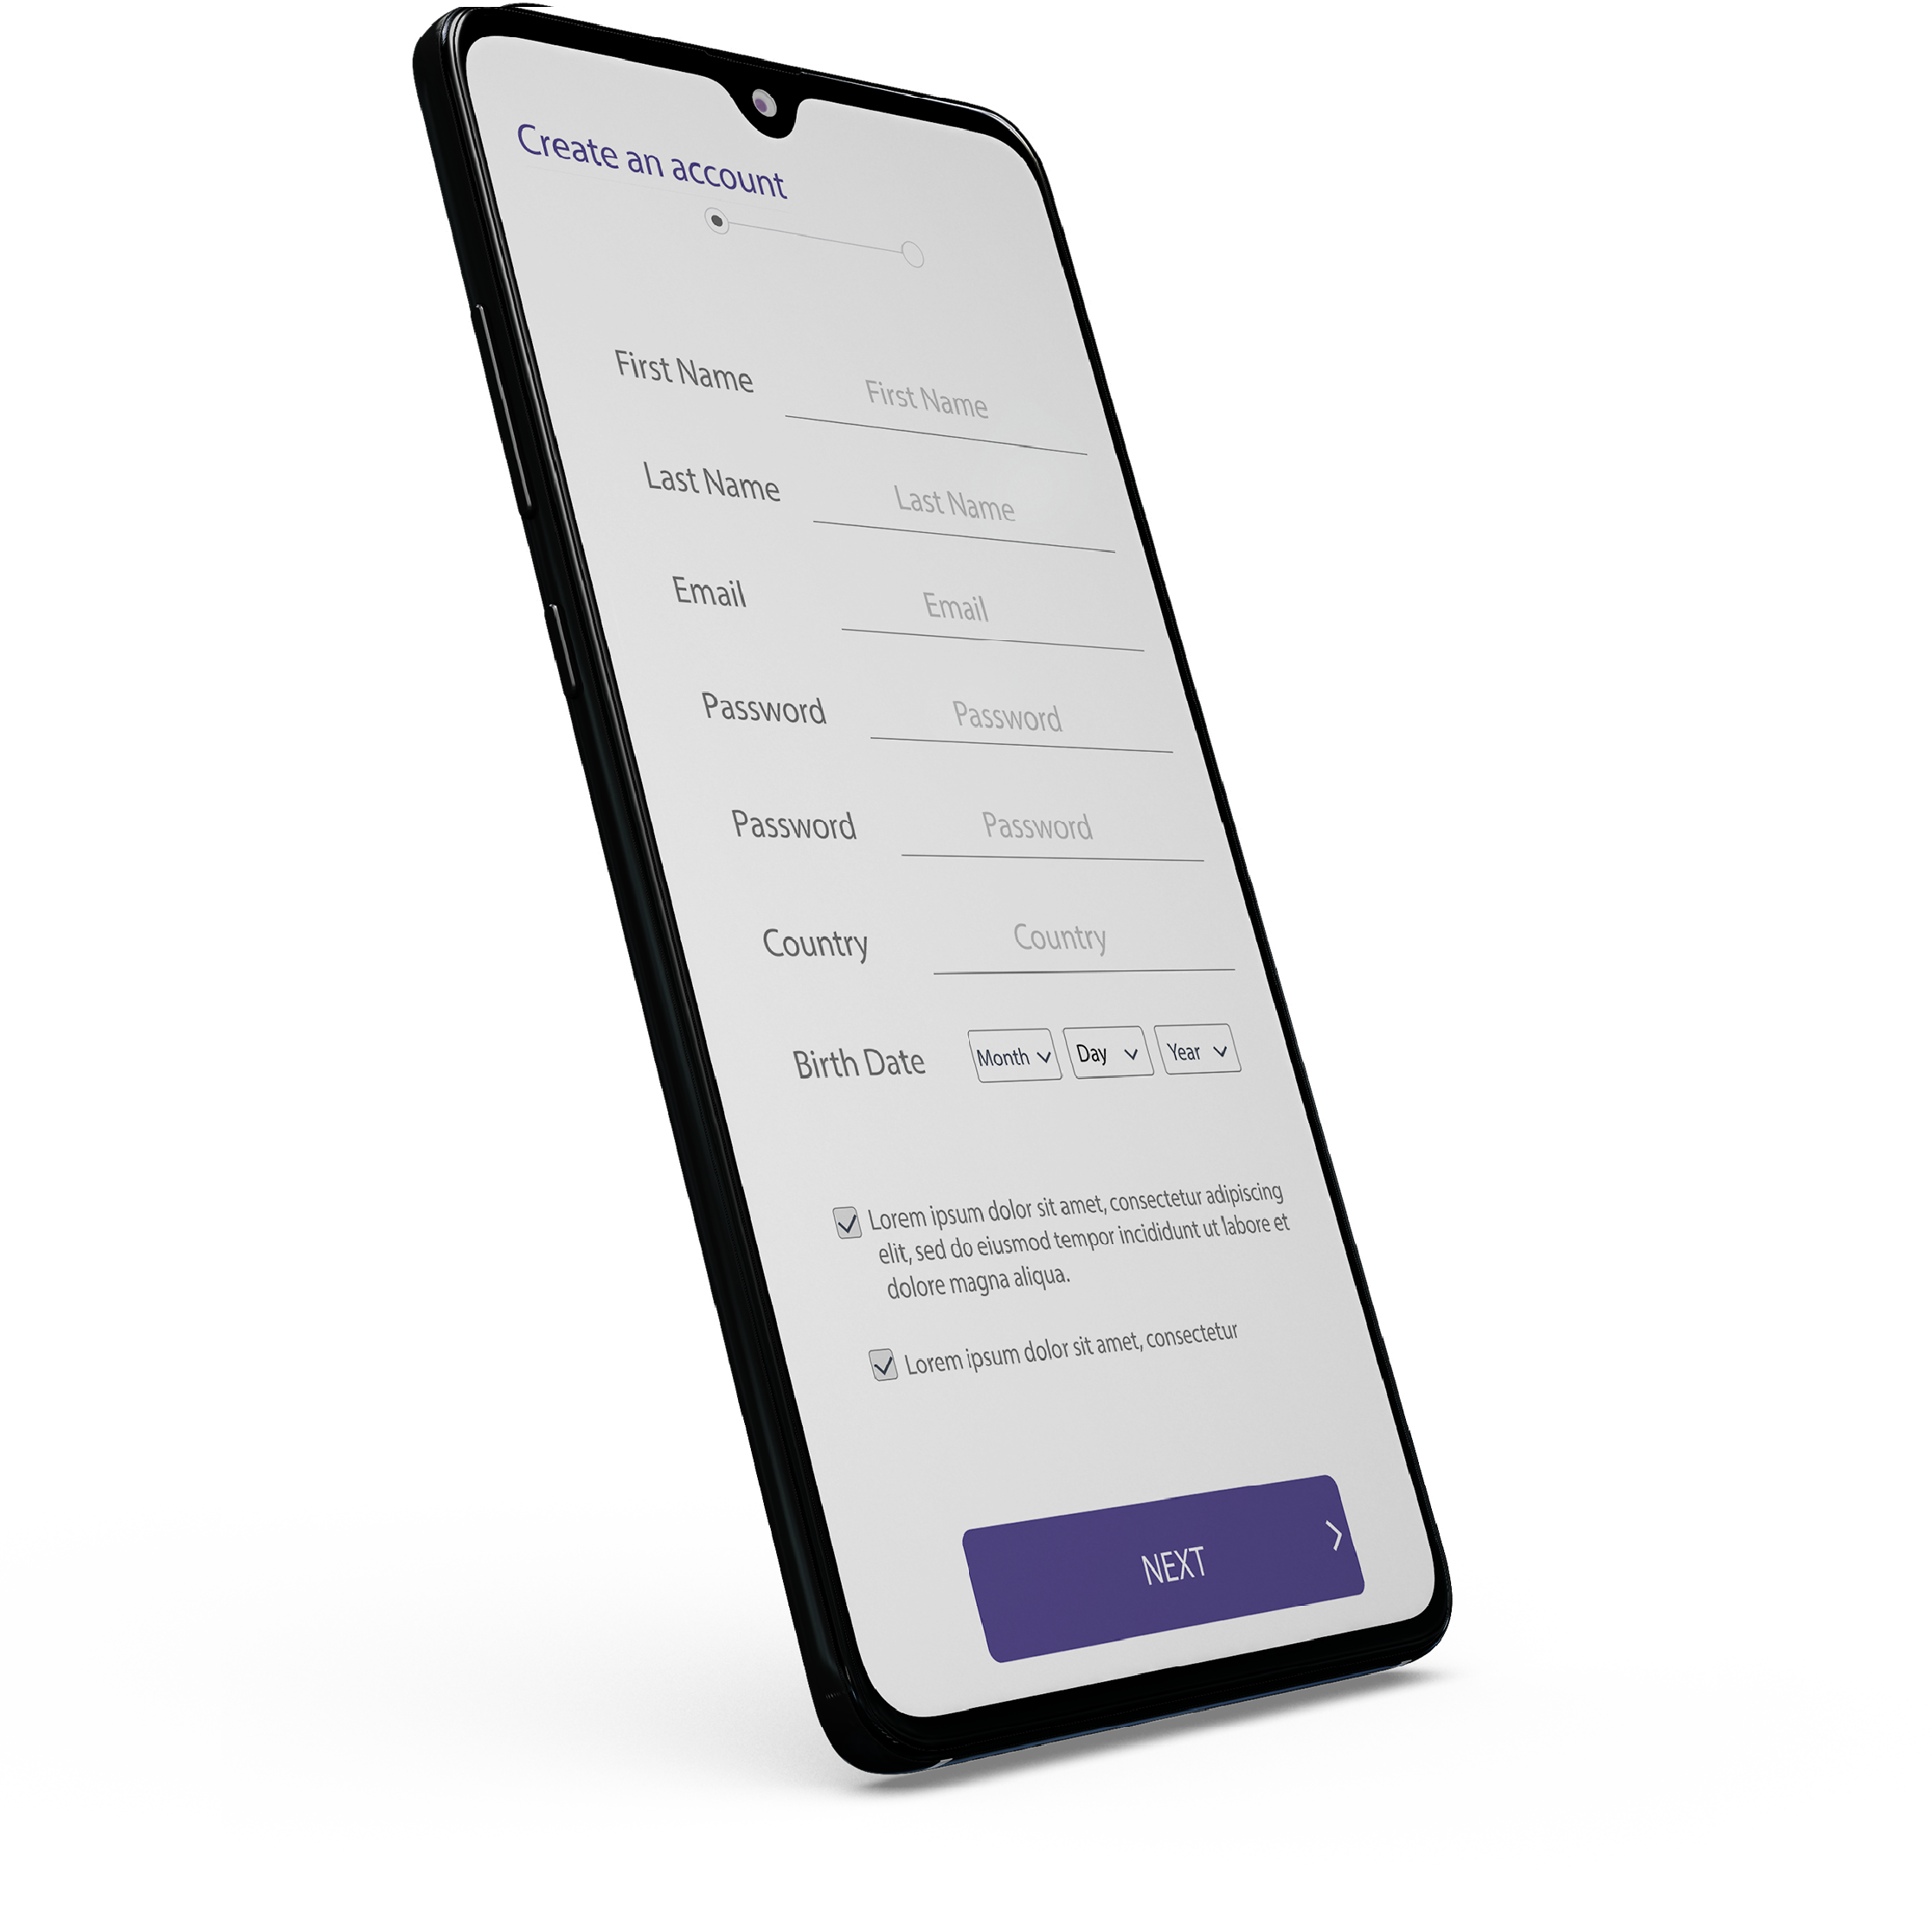 Create an account
First Name First Name
Last Name Last Name
Email Email
Password Password
Password Password
Country Country
Birth Date Month Day Year
Lorem ipsum dolor sit amet, consectetur adipiscing
elit, sed do eiusmod tempor incididunt ut labore et
dolore magna aliqua.
Lorem ipsum dolor sit amet, consectetur
NEXT